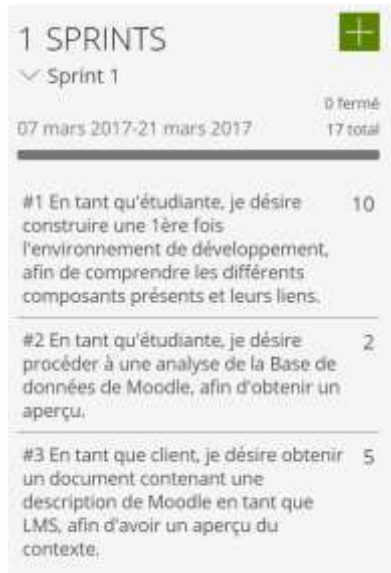 1 SPRINTS
Sprint 1
0 fermé
07 mars 2017-21 mars 2017 17 total
#1 En tant qu'étudiante, je désire 10
construire une 1ère fois
l'environnement de développement,
afin de comprendre les différents
composants présents et leurs liens.
#2 En tant qu'étudiante, je désire 2
procéder à une analyse de la Base de
données de Moodle, afin d'obtenir un
aperçu.
#3 En tant que client, je désire obtenir 5
un document contenant une
description de Moodle en tant que
LMS, afin d'avoir un aperçu du
contexte.